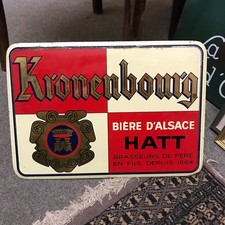 Kronenbourg
BIÈRE D'ALSACE
HATT
BRASSEURS DE PÈRE
EN FILS DEPUIS 1664